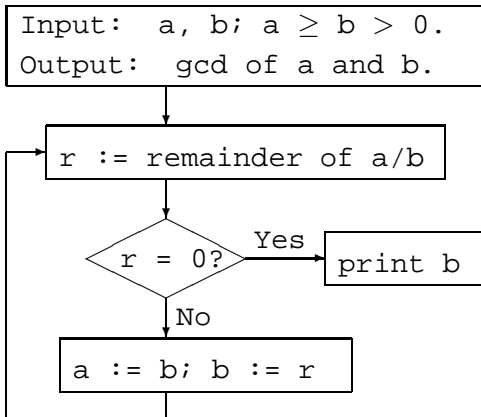 Input: a, b; a ≥ b > 0.
Output: gcd of a and b.
r := remainder of a/b
r = 0?
Yes
print b
No
a := b; b := r